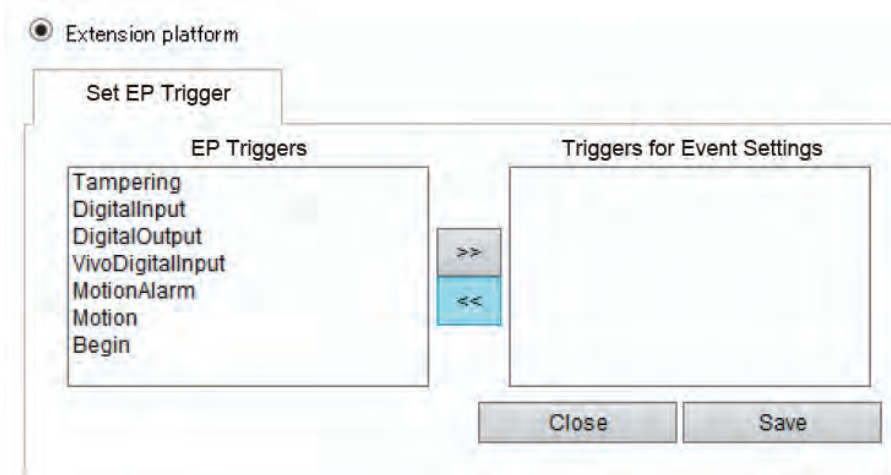 Extension platform
Set EP Trigger
EP Triggers
Triggers for Event Settings
Tampering
DigitalInput
DigitalOutput
VivoDigitalInput
MotionAlarm
Motion
Begin
>>
<<
Close
Save